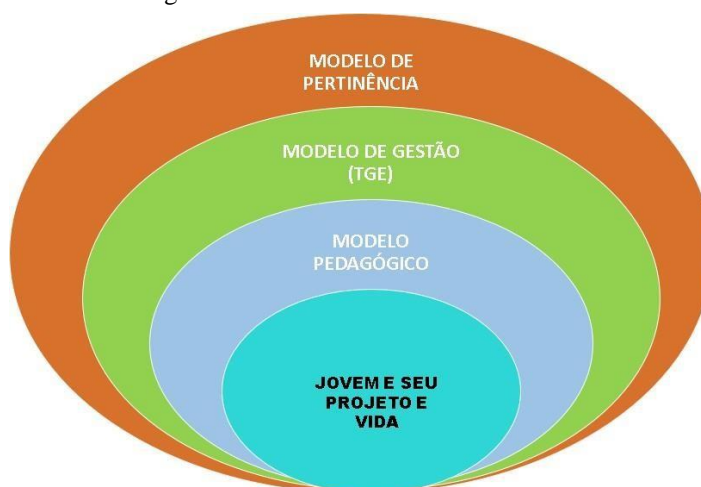 MODELO DE
PERTINÊNCIA
MODELO DE GESTÃO
(TGE)
MODELO
PEDAGÓGICO
JOVEM E SEU
PROJETO E
VIDA